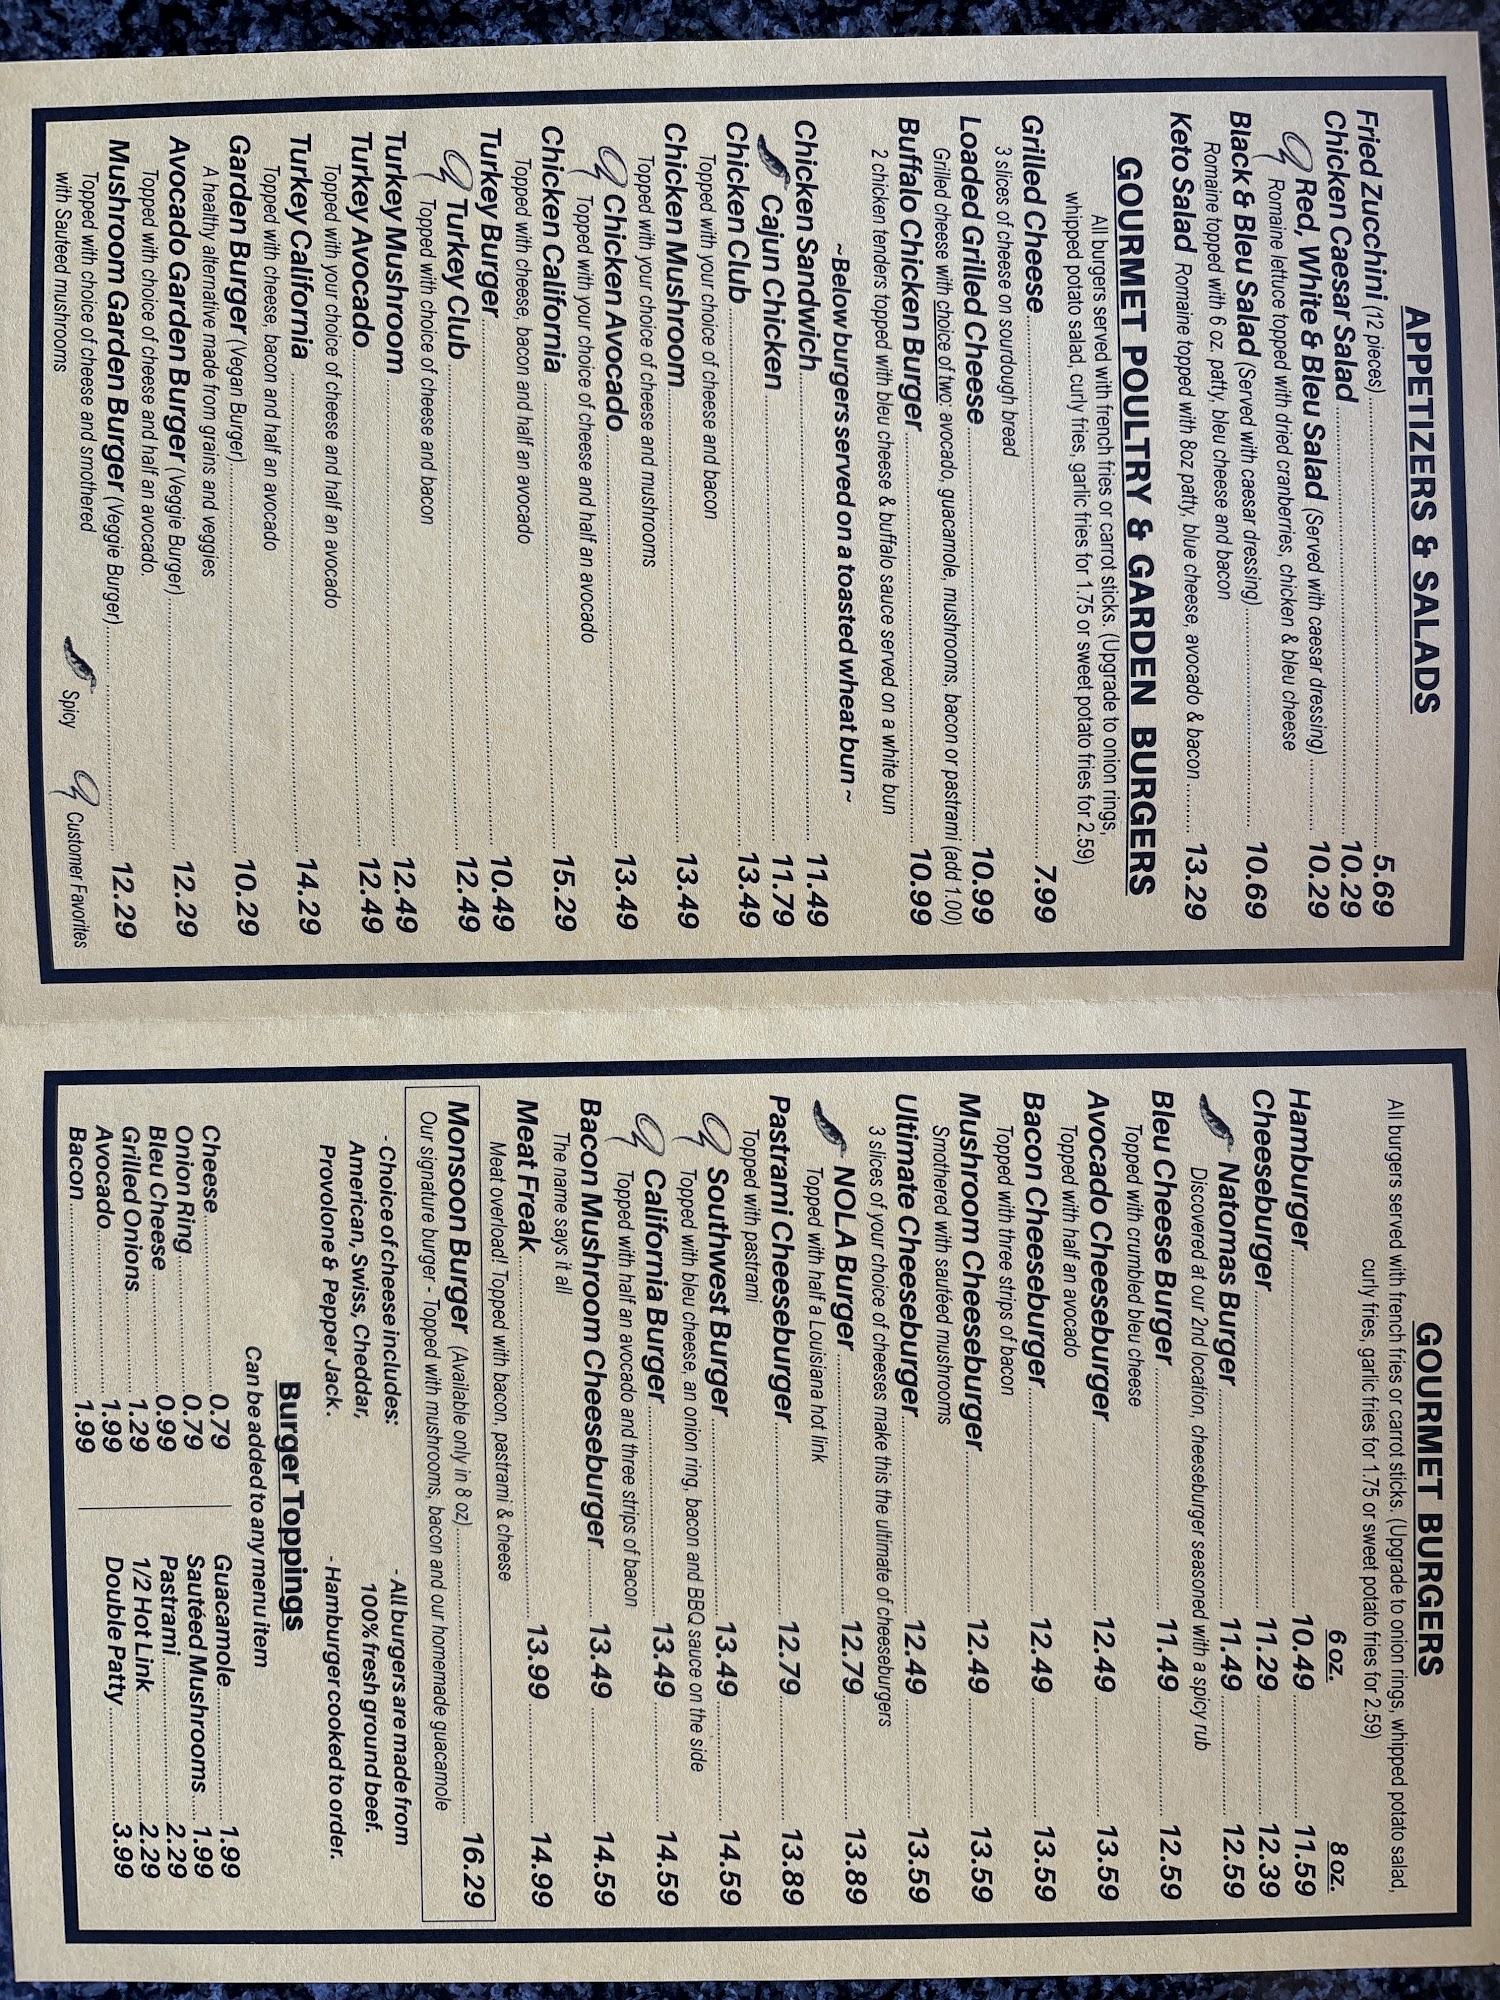 APPETIZERS & SALADS
Fried Zucchini (12 pieces) 5.69
Chicken Caesar Salad 10.29
Red, White & Bleu Salad (Served with caesar dressing) 10.29
Romaine lettuce topped with dried cranberries, chicken & bleu cheese
Black & Bleu Salad (Served with caesar dressing) 10.69
Romaine topped with 6 oz. patty, bleu cheese and bacon
Keto Salad Romaine topped with 8oz patty, blue cheese, avocado & bacon 13.29
GOURMET POULTRY & GARDEN BURGERS
All burgers served with french fries or carrot sticks. (Upgrade to onion rings,
whipped potato salad, curly fries, garlic fries for 1.75 or sweet potato fries for 2.59)
Grilled Cheese 7.99
3 slices of cheese on sourdough bread
Loaded Grilled Cheese 10.99
Grilled cheese with choice of two: avocado, guacamole, mushrooms, bacon or pastrami (add 1.00)
Buffalo Chicken Burger 10.99
2 chicken tenders topped with bleu cheese & buffalo sauce served on a white bun
~Below burgers served on a toasted wheat bun~
Chicken Sandwich 11.49
Cajun Chicken 11.79
Chicken Club 13.49
Topped with your choice of cheese and bacon
Chicken Mushroom 13.49
Topped with your choice of cheese and mushrooms
Chicken Avocado 13.49
Topped with your choice of cheese and half an avocado
Chicken California 15.29
Topped with cheese, bacon and half an avocado
Turkey Burger 10.49
Turkey Club 12.49
Topped with choice of cheese and bacon
Turkey Mushroom 12.49
Turkey Avocado 12.49
Topped with your choice of cheese and half an avocado
Turkey California 14.29
Topped with cheese, bacon and half an avocado
Garden Burger (Vegan Burger) 10.29
A healthy alternative made from grains and veggies
Avocado Garden Burger (Veggie Burger) 12.29
Topped with choice of cheese and half an avocado.
Mushroom Garden Burger (Veggie Burger) 12.29
Topped with choice of cheese and smothered
with Sauteed mushrooms
Spicy Customer Favorites
GOURMET BURGERS
All burgers served with french fries or carrot sticks. (Upgrade to onion rings, whipped potato salad,
curly fries, garlic fries for 1.75 or sweet potato fries for 2.59)
6 oz. 8 oz.
Hamburger 10.49 11.59
Cheeseburger 11.29 12.39
Natomas Burger 11.49 12.59
Discovered at our 2nd location, cheeseburger seasoned with a spicy rub
Bleu Cheese Burger 11.49 12.59
Topped with crumbled bleu cheese
Avocado Cheeseburger 12.49 13.59
Topped with half an avocado
Bacon Cheeseburger 12.49 13.59
Topped with three strips of bacon
Mushroom Cheeseburger 12.49 13.59
Smothered with sautéed mushrooms
Ultimate Cheeseburger 12.49 13.59
3 slices of your choice of cheeses make this the ultimate of cheeseburgers
NOLA Burger 12.79 13.89
Topped with half a Louisiana hot link
Pastrami Cheeseburger 12.79 13.89
Topped with pastrami
Southwest Burger 13.49 14.59
Topped with bleu cheese, an onion ring, bacon and BBQ sauce on the side
California Burger 13.49 14.59
Topped with half an avocado and three strips of bacon
Bacon Mushroom Cheeseburger 13.49 14.59
The name says it all
Meat Freak 13.99 14.99
Meat overload! Topped with bacon, pastrami & cheese
Monsoon Burger (Available only in 8 oz) 16.29
Our signature burger - Topped with mushrooms, bacon and our homemade guacamole
- Choice of cheese includes:
American, Swiss, Cheddar,
Provolone & Pepper Jack.
- All burgers are made from
100% fresh ground beef.
- Hamburger cooked to order.
Burger Toppings
Can be added to any menu item
Cheese 0.79
Onion Ring 0.79
Bleu Cheese 0.99
Grilled Onions 1.29
Avocado 1.99
Bacon 1.99
Guacamole 1.99
Sautéed Mushrooms 1.99
Pastrami 2.29
1/2 Hot Link 2.29
Double Patty 3.99